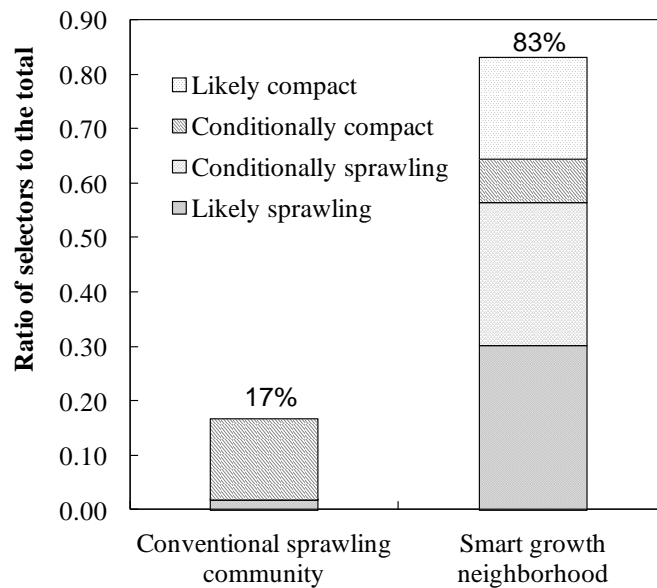 Ratio of selectors to the total
0.90
0.80
0.70
0.60
0.50
0.40
0.30
0.20
0.10
0.00
83%
Likely compact
Conditionally compact
Conditionally sprawling
Likely sprawling
17%
Conventional sprawling
community
Smart growth
neighborhood